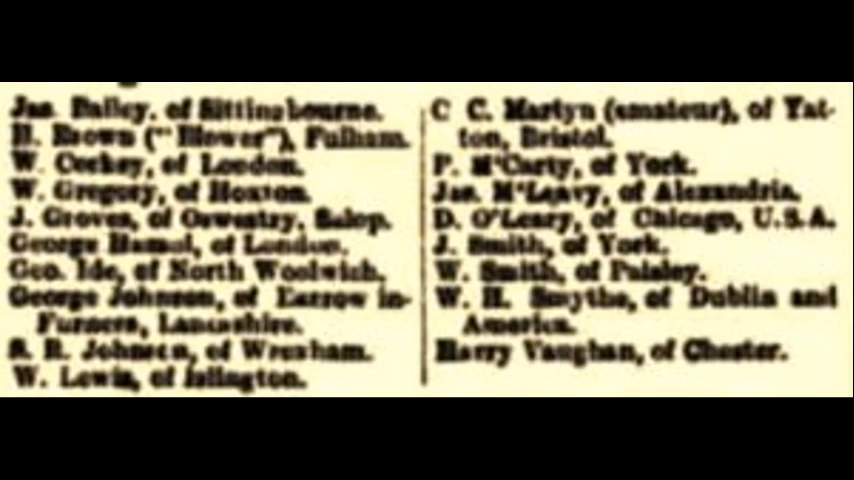 Jas. Bailey, of Sittingbourne.
H. Brown ("Blower"), Fulham.
W. Corkey, of London.
W. Gregory, of Hoxton.
J. Groves, of Oswestry, Salop.
George Hamel, of London.
Geo. Ide, of North Woolwich.
George Johnson, of Barrow in-
Furness, Lancashire.
S. R. Johnson, of Wrexham.
W. Lewis, of Islington.
C C. Martyn (amateur), of Yat-
ton, Bristol.
P. M'Carty, of York.
Jas. M'Leavy, of Alexandria.
D. O'Leary, of Chicago, U.S.A.
J. Smith, of York.
W. Smith, of Paisley.
W. H. Smythe, of Dublin and
America.
Harry Vaughan, of Chester.